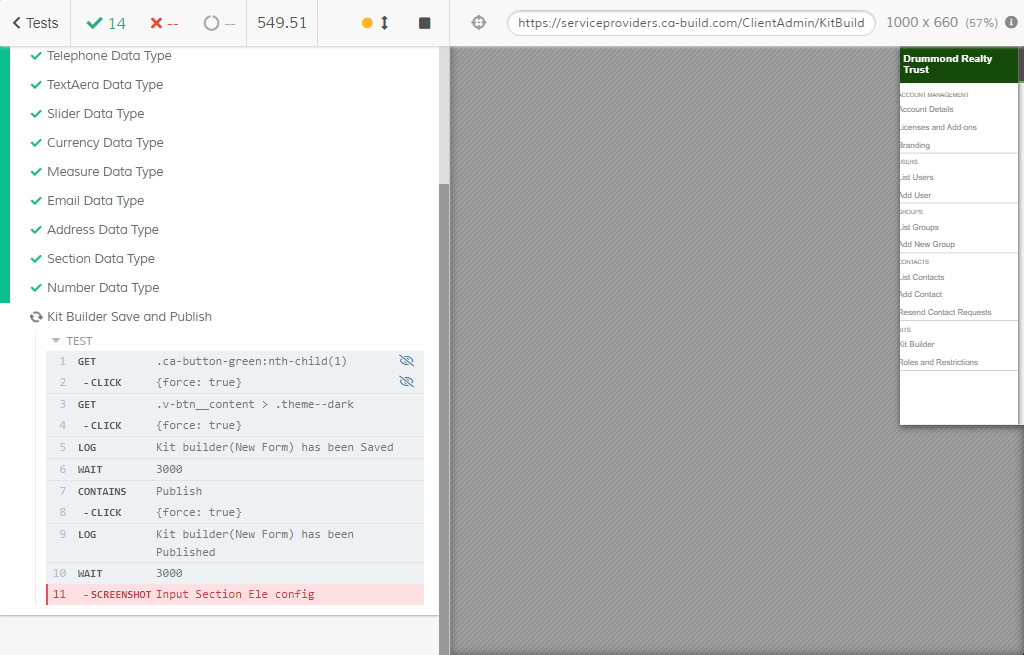 Tests 14 -- -- 549.51 https://serviceproviders.ca-build.com/ClientAdmin/KitBuild 1000 x 660 (57%)
Telephone Data Type
TextAera Data Type
Slider Data Type
Currency Data Type
Measure Data Type
Email Data Type
Address Data Type
Section Data Type
Number Data Type
Kit Builder Save and Publish
TEST
1 GET .ca-button-green:nth-child(1)
2 -CLICK {force: true}
3 GET .v-btn__content > .theme--dark
4 -CLICK {force: true}
5 LOG Kit builder(New Form) has been Saved
6 WAIT 3000
7 CONTAINS Publish
8 -CLICK {force: true}
9 LOG Kit builder(New Form) has been
Published
10 WAIT 3000
11 -SCREENSHOT Input Section Ele config
Drummond Realty
Trust
ACCOUNT MANAGEMENT
Account Details
Licenses and Add-ons
Branding
USERS
List Users
Add User
GROUPS
List Groups
Add New Group
CONTACTS
List Contacts
Add Contact
Resend Contact Requests
KITS
Kit Builder
Roles and Restrictions